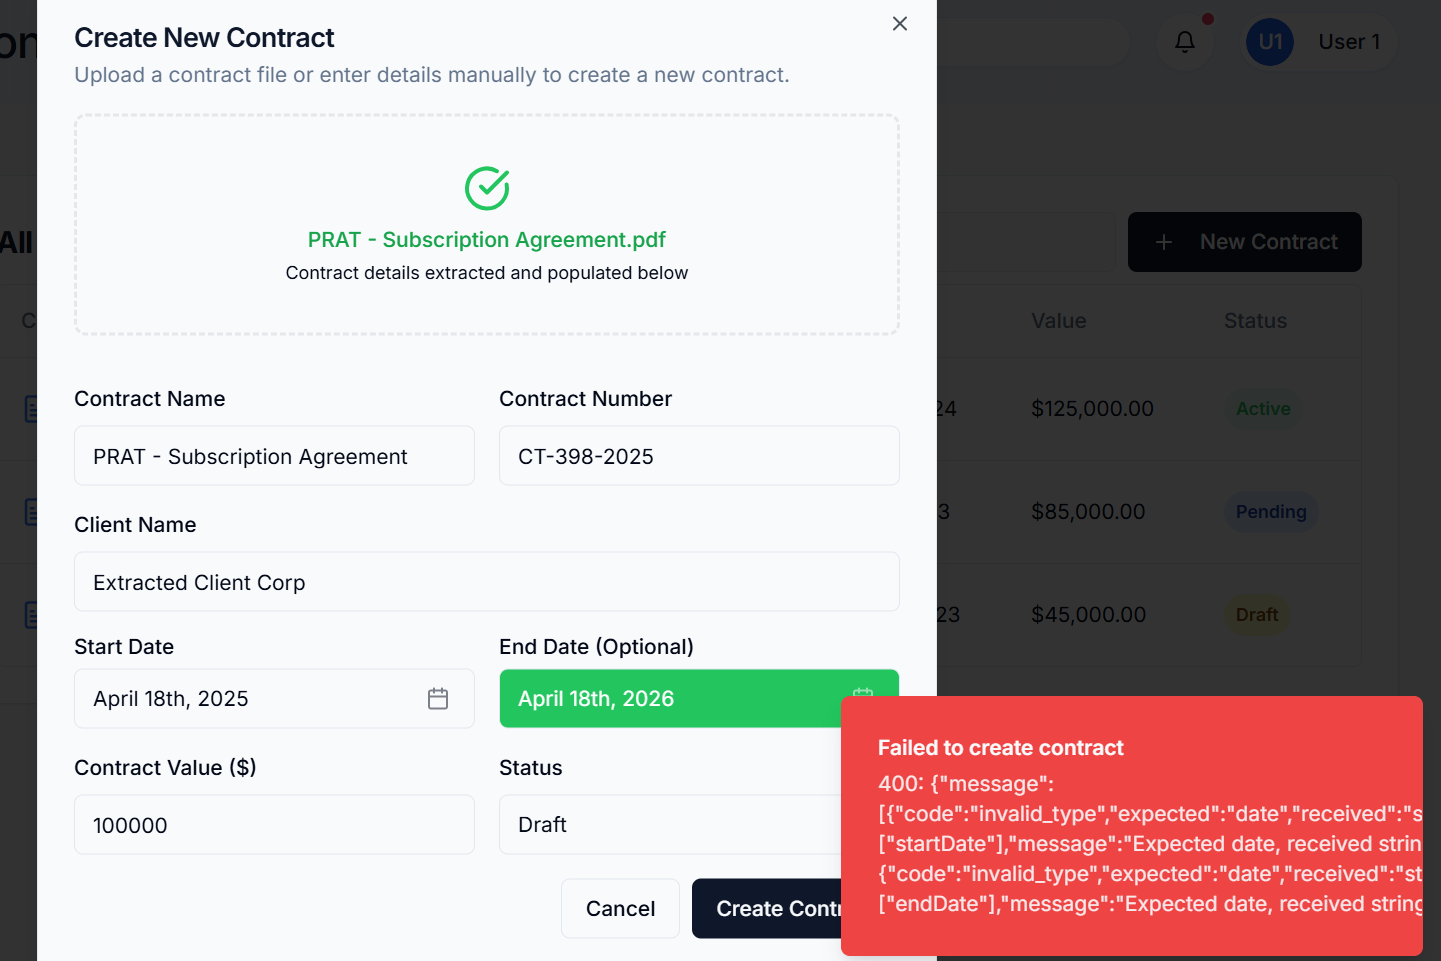 Create New Contract
Upload a contract file or enter details manually to create a new contract.
U1
User 1
PRAT - Subscription Agreement.pdf
Contract details extracted and populated below
All
New Contract
Value
Status
24
$125,000.00
Active
3
$85,000.00
Pending
23
$45,000.00
Draft
Contract Name
Contract Number
PRAT - Subscription Agreement
CT-398-2025
Client Name
Extracted Client Corp
Start Date
End Date (Optional)
April 18th, 2025
April 18th, 2026
Contract Value ($)
Status
100000
Draft
Cancel
Create Contr
Failed to create contract
400: {"message":
[{"code":"invalid_type","expected":"date","received":"s
["startDate"],"message":"Expected date, received strin
{"code":"invalid_type","expected":"date","received":"st
["endDate"],"message":"Expected date, received string